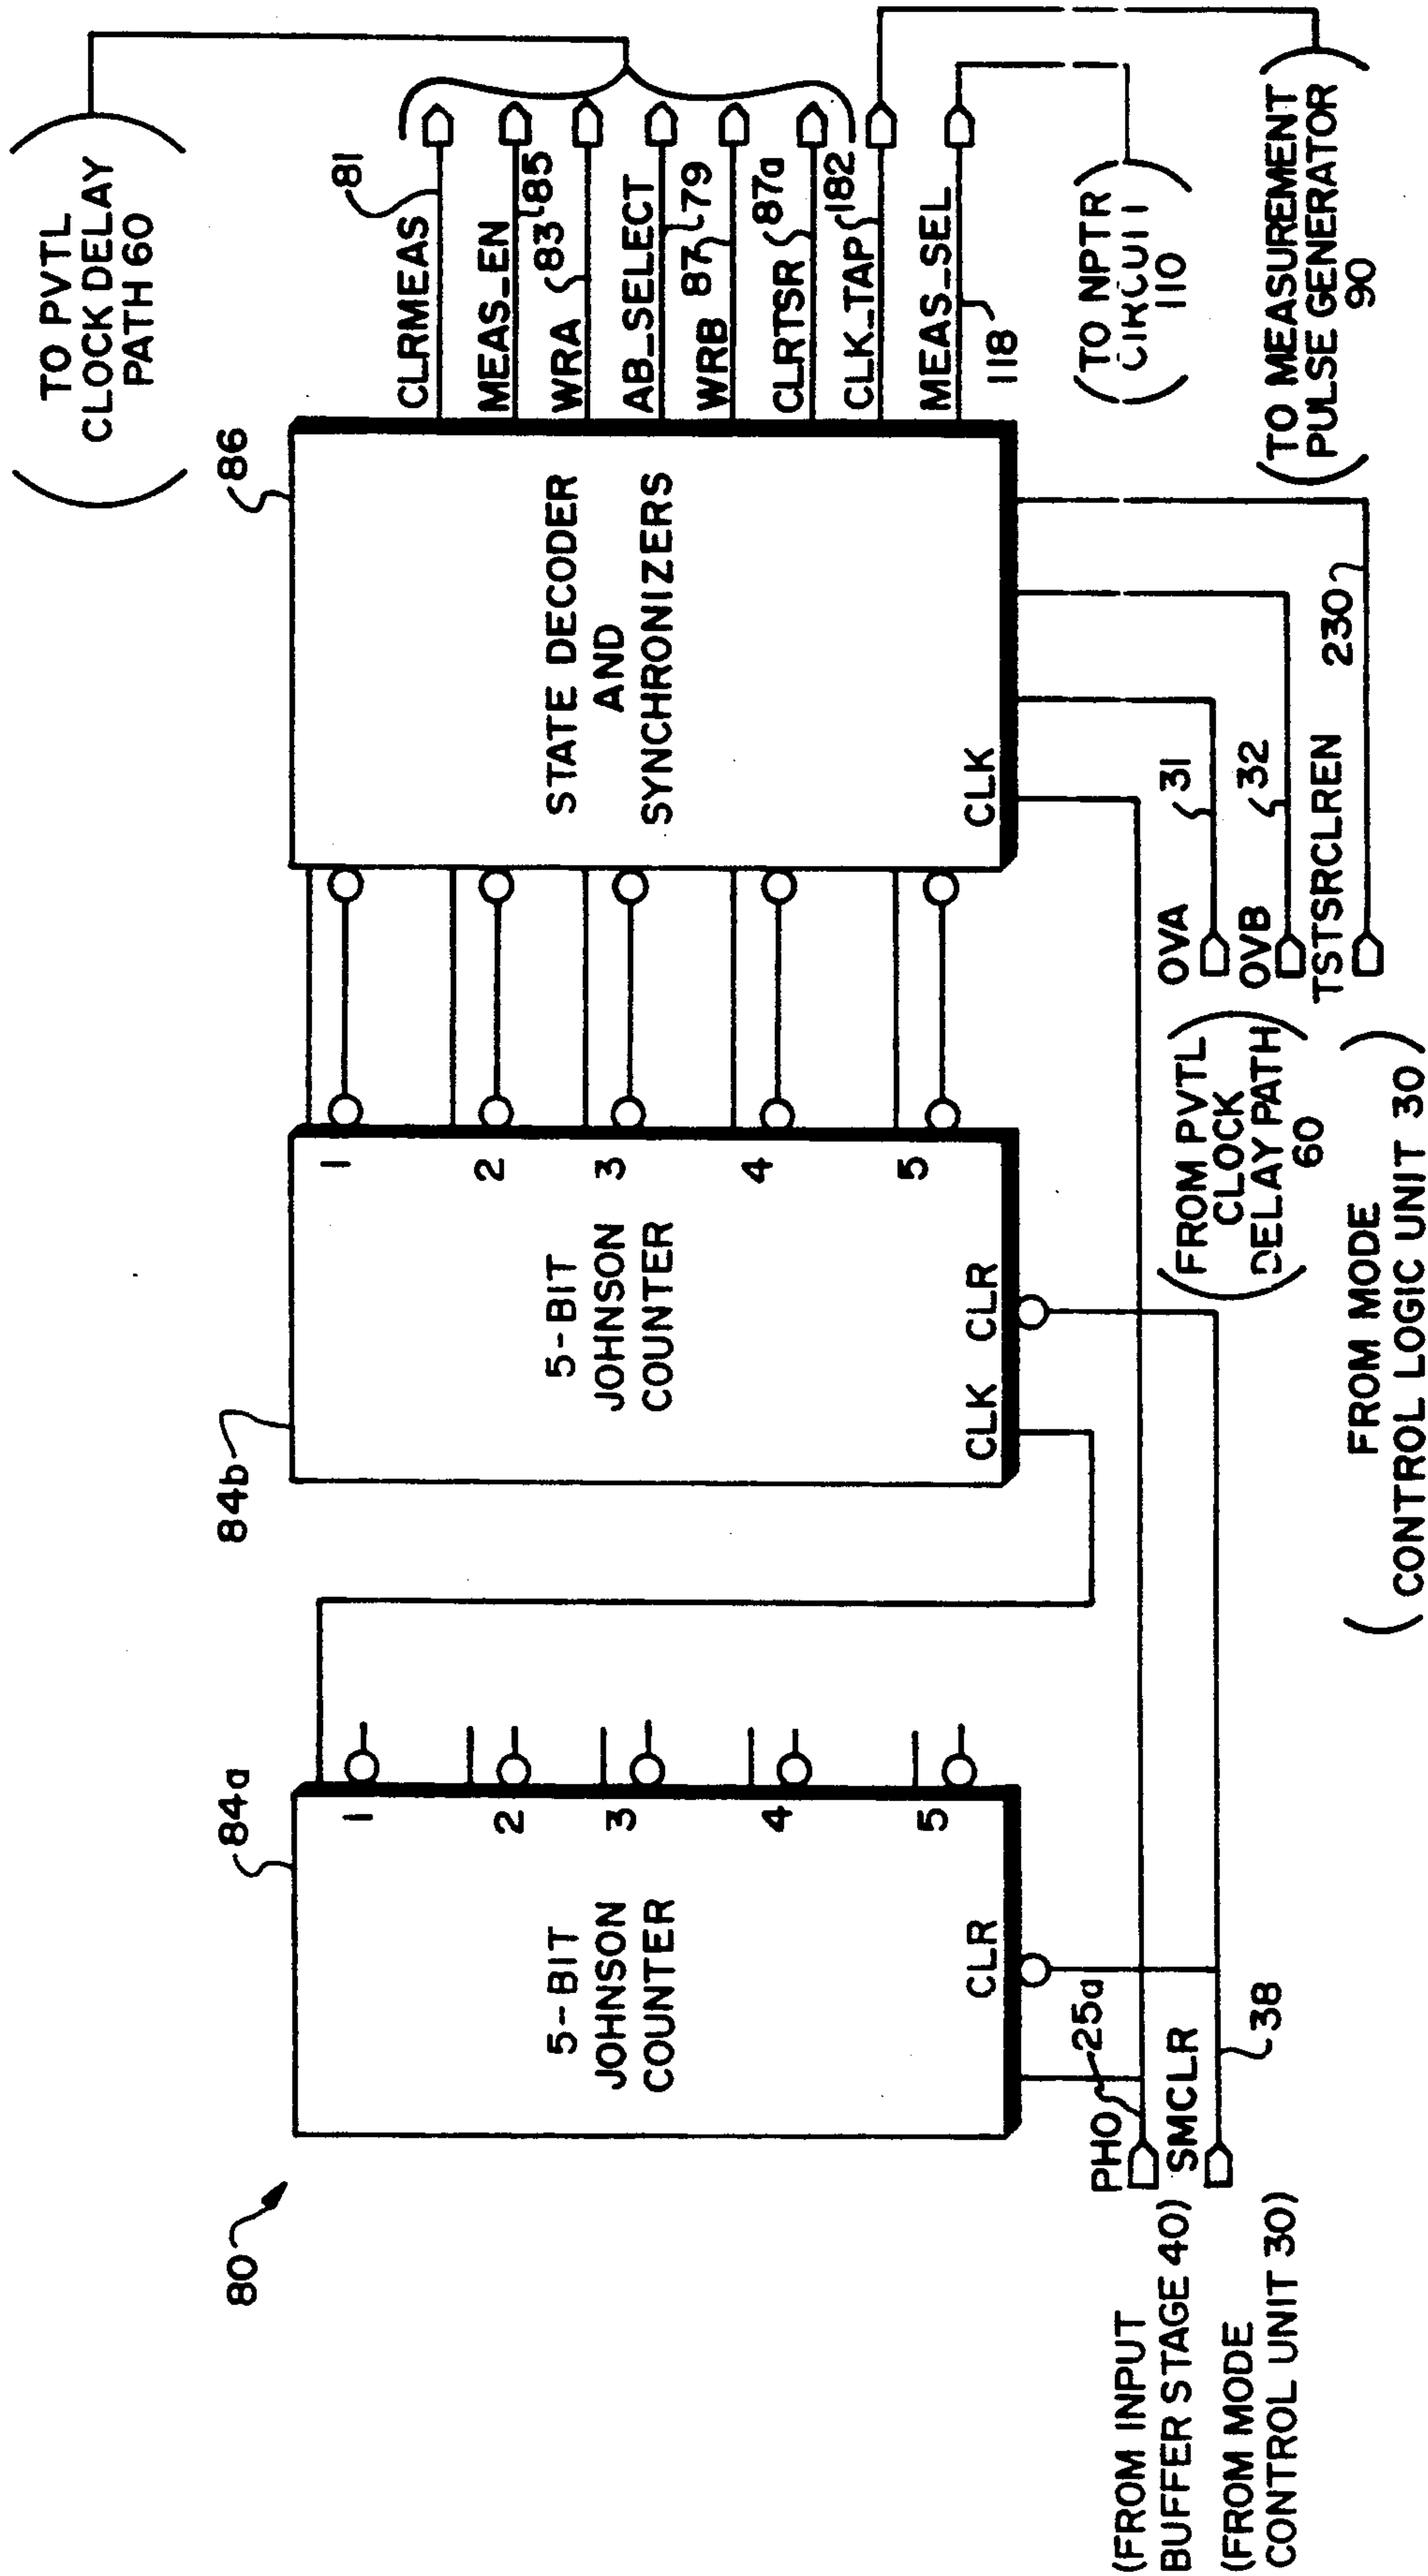 TO PVTL
CLOCK DELAY
PATH 60
86
81
CLRMEAS
MEAS_EN
85
83
WRA
AB_SELECT
79
87
WRB
87a
CLRTSR
182
CLK_TAP
MEAS_SEL
118
(TO NPTR
CIRCUIT
110
(TO MEASUREMENT
PULSE GENERATOR
90
STATE DECODER
AND
SYNCHRONIZERS
CLK
84b
5-BIT
JOHNSON
COUNTER
1
2
3
4
5
CLK CLR
84a
5-BIT
JOHNSON
COUNTER
1
2
3
4
5
CLR
80
OVA
31
OVB
32
TSTSRCLREN
230
(FROM PVTL
CLOCK
DELAY PATH
60
FROM MODE
(CONTROL LOGIC UNIT 30)
PHO
25a
SMCLR
38
(FROM INPUT
BUFFER STAGE 40)
(FROM MODE
CONTROL UNIT 30)